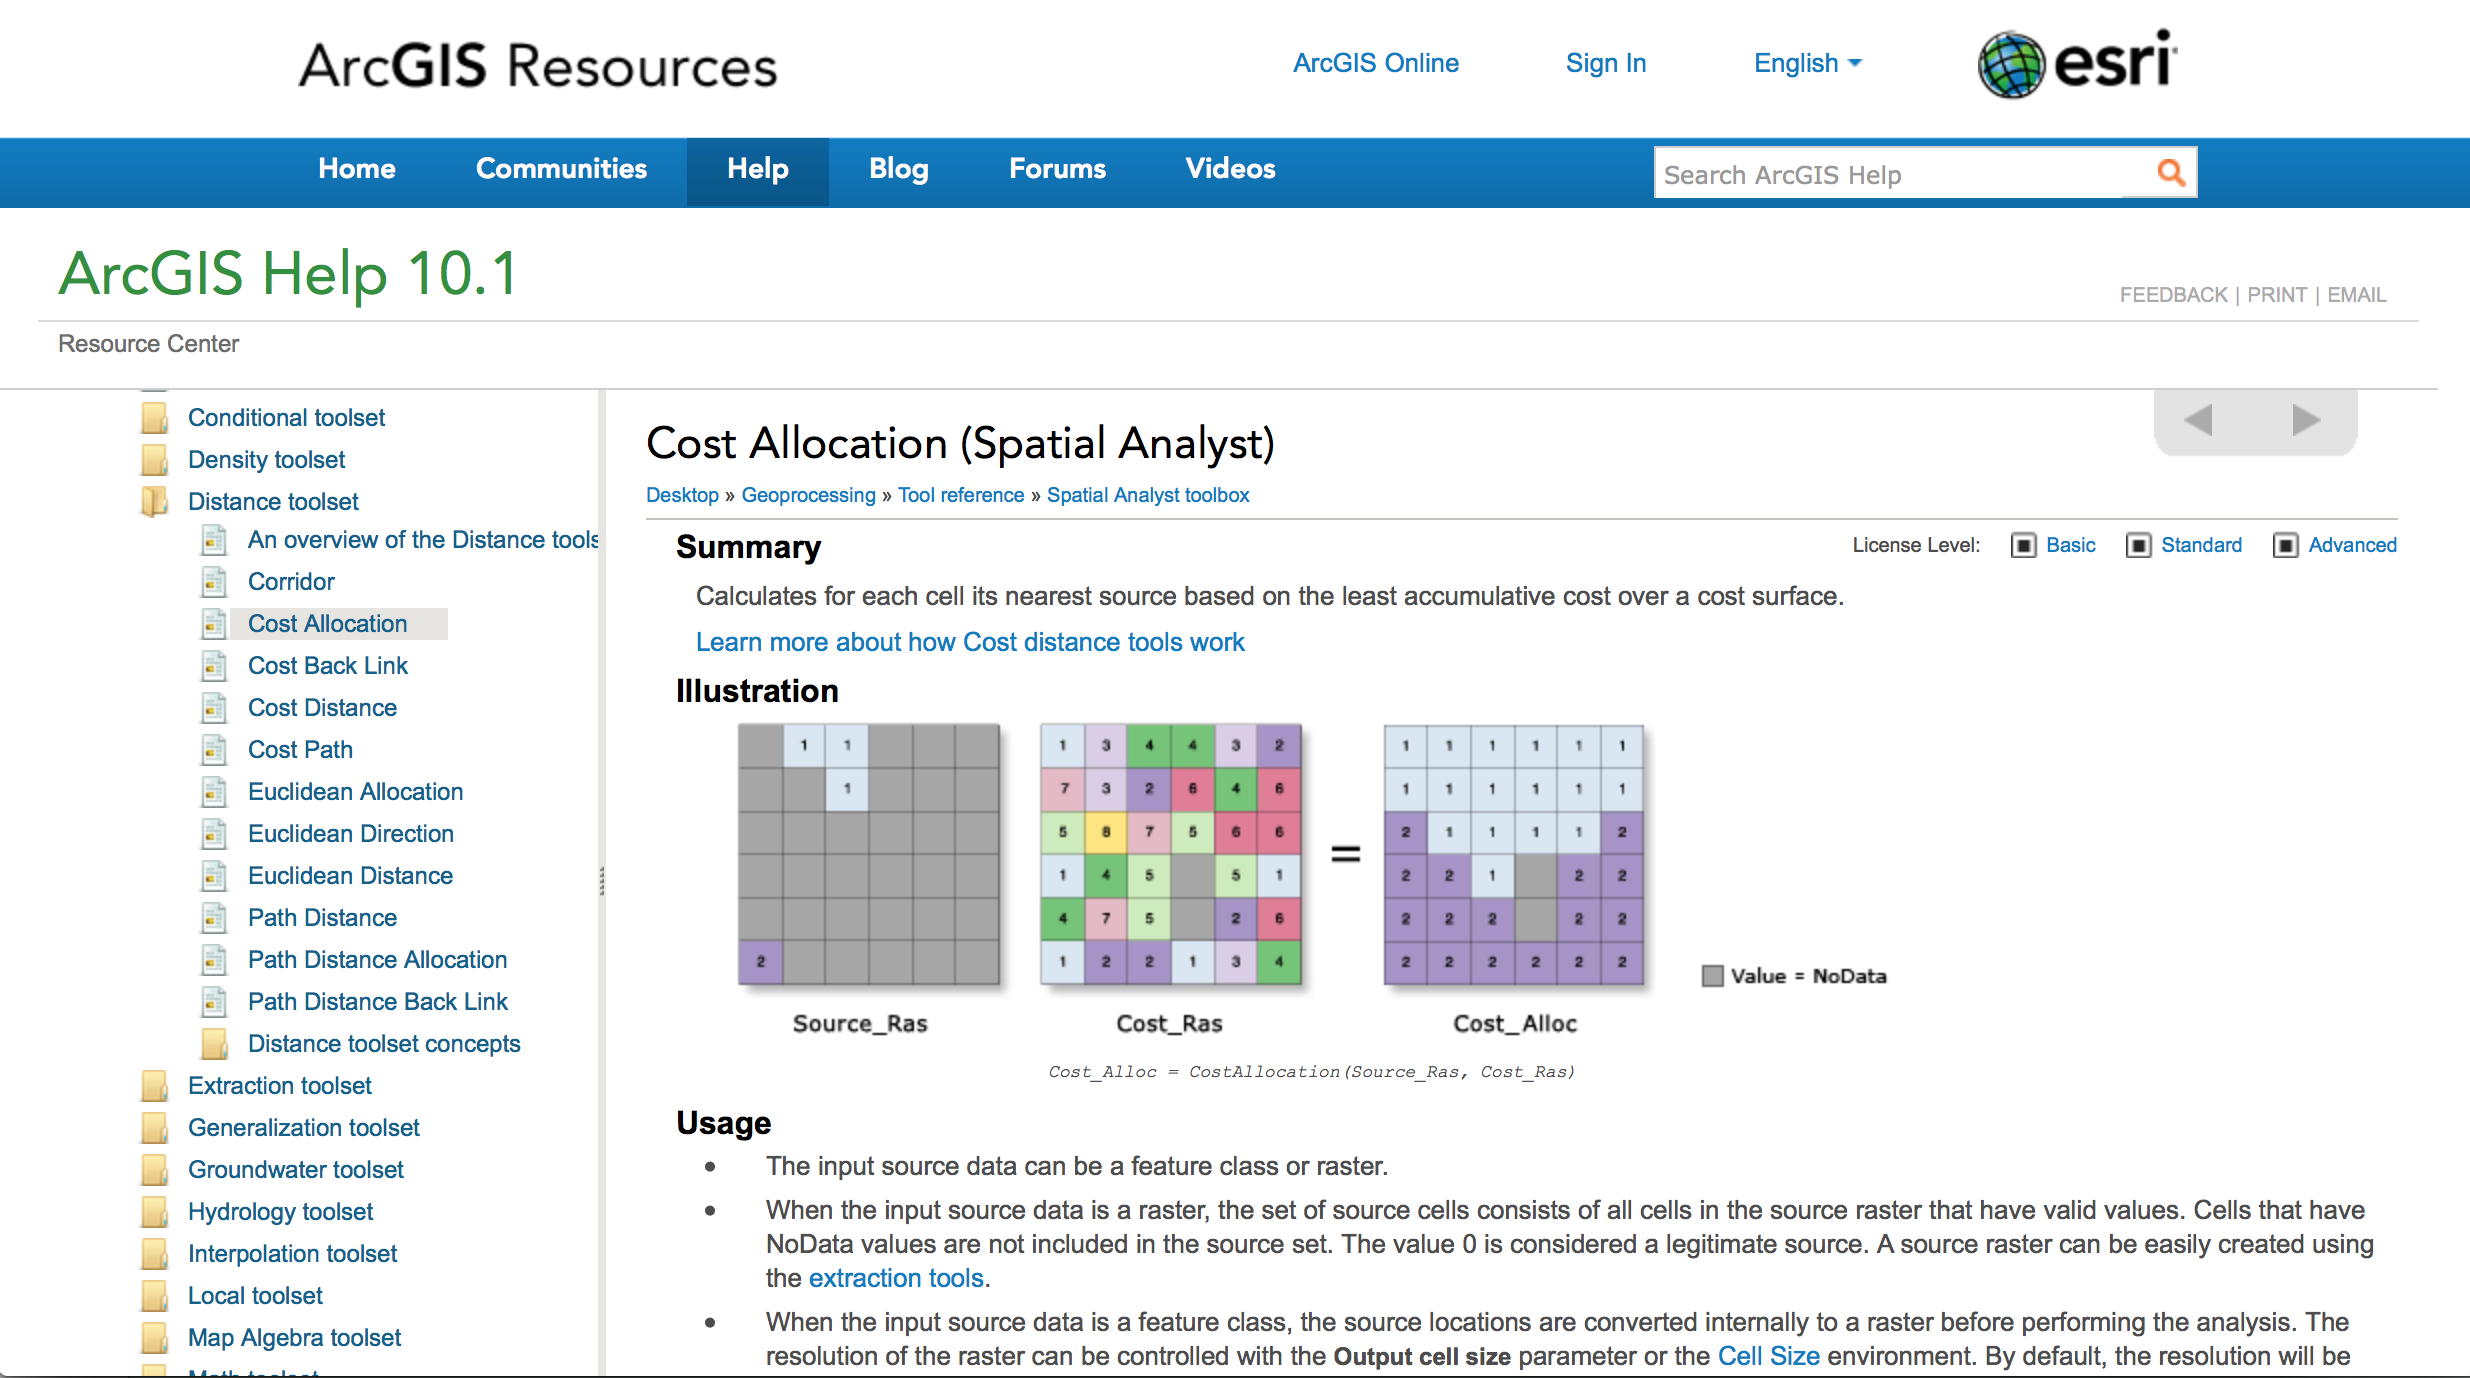 ArcGIS Resources
ArcGIS Online
Sign In
English
esri
Home
Communities
Help
Blog
Forums
Videos
Search ArcGIS Help
ArcGIS Help 10.1
FEEDBACK | PRINT | EMAIL
Resource Center
Conditional toolset
Density toolset
Distance toolset
An overview of the Distance tools
Corridor
Cost Allocation
Cost Back Link
Cost Distance
Cost Path
Euclidean Allocation
Euclidean Direction
Euclidean Distance
Path Distance
Path Distance Allocation
Path Distance Back Link
Distance toolset concepts
Extraction toolset
Generalization toolset
Groundwater toolset
Hydrology toolset
Interpolation toolset
Local toolset
Map Algebra toolset
Cost Allocation (Spatial Analyst)
Desktop » Geoprocessing » Tool reference » Spatial Analyst toolbox
Summary
License Level: Basic Standard Advanced
Calculates for each cell its nearest source based on the least accumulative cost over a cost surface.
Learn more about how Cost distance tools work
Illustration
1 1
1
2
Source_Ras
1 3 4 4 3 2
7 3 2 6 4 6
5 8 7 5 6 6
1 4 5 5 1
4 7 5 2 6
1 2 2 1 3 4
Cost_Ras
=
1 1 1 1 1 1
1 1 1 1 1 1
2 1 1 1 1 2
2 2 1 2 2
2 2 2 2 2
2 2 2 2 2 2
Cost_Alloc
Value = NoData
Cost_Alloc = CostAllocation(Source_Ras, Cost_Ras)
Usage
• The input source data can be a feature class or raster.
• When the input source data is a raster, the set of source cells consists of all cells in the source raster that have valid values. Cells that have
NoData values are not included in the source set. The value 0 is considered a legitimate source. A source raster can be easily created using
the extraction tools.
• When the input source data is a feature class, the source locations are converted internally to a raster before performing the analysis. The
resolution of the raster can be controlled with the Output cell size parameter or the Cell Size environment. By default, the resolution will be